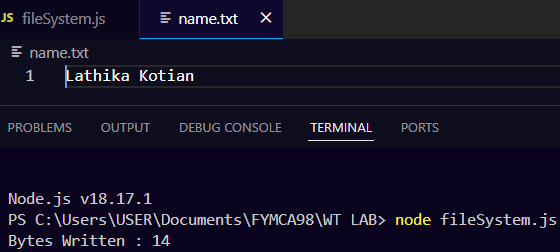 JS fileSystem.js name.txt
name.txt
1 Lathika Kotian
PROBLEMS OUTPUT DEBUG CONSOLE TERMINAL PORTS
Node.js v18.17.1
PS C:\Users\USER\Documents\FYMCA98\WT LAB> node fileSystem.js
Bytes Written : 14